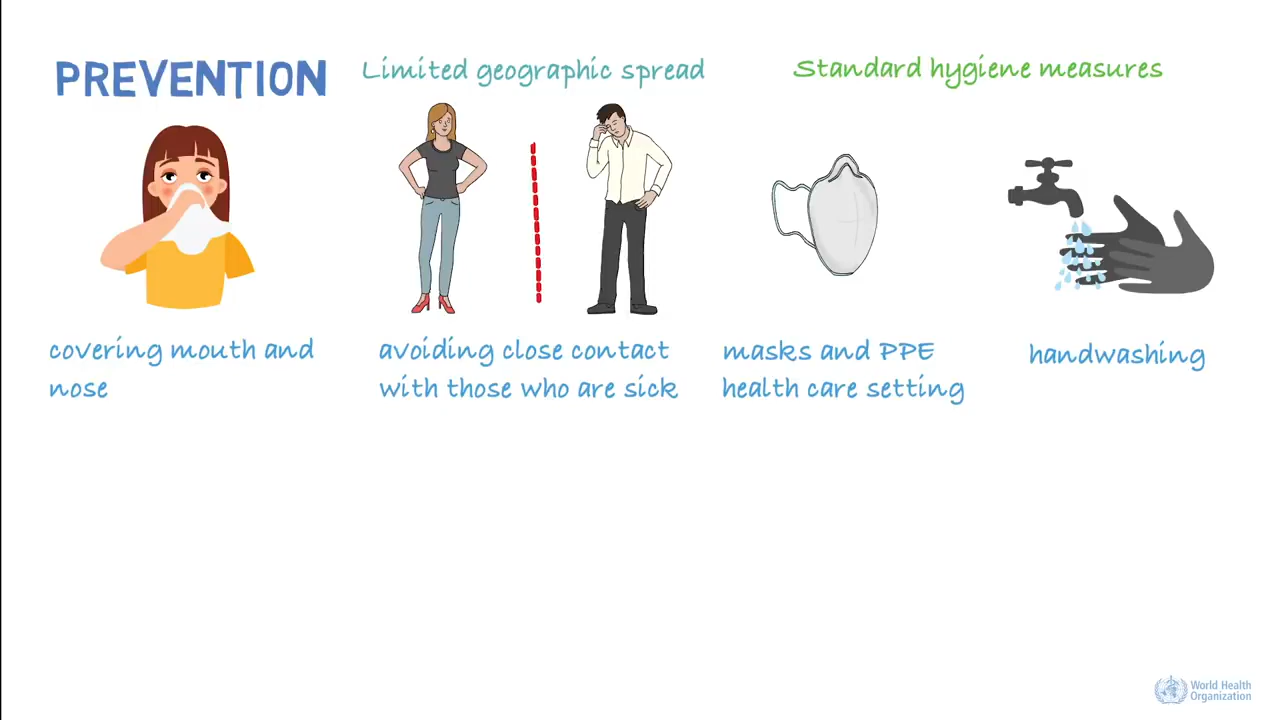 PREVENTION
Limited geographic spread
Standard hygiene measures
covering mouth and
nose
avoiding close contact
with those who are sick
masks and PPE
health care setting
handwashing
World Health
Organization